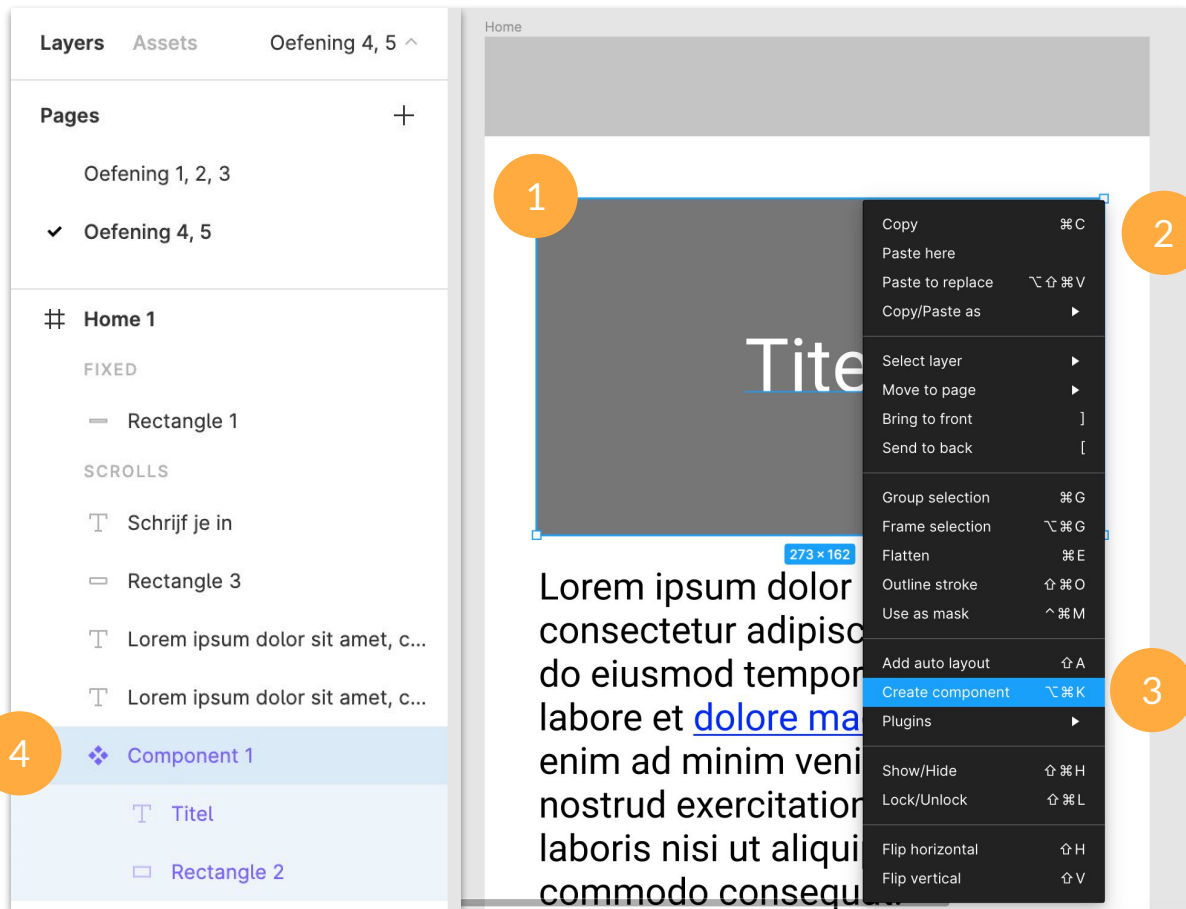 Layers Assets Oefening 4, 5
Pages
Oefening 1, 2, 3
Oefening 4, 5
Home 1
FIXED
Rectangle 1
SCROLLS
Schrijf je in
Rectangle 3
Lorem ipsum dolor sit amet, c...
Lorem ipsum dolor sit amet, c...
4
Component 1
Titel
Rectangle 2
Home
1
Tite
273 × 162
Lorem ipsum dolor
consectetur adipisc
do eiusmod tempor
labore et dolore ma
enim ad minim veni
nostrud exercitation
laboris nisi ut aliqui
commodo consequat.
2
Copy ⌘C
Paste here
Paste to replace ⌥⇧⌘V
Copy/Paste as
Select layer
Move to page
Bring to front ]
Send to back [
Group selection ⌘G
Frame selection ⌥⌘G
Flatten ⌘E
Outline stroke ⇧⌘O
Use as mask ^⌘M
Add auto layout ⇧A
Create component ⌥⌘K
Plugins
Show/Hide ⇧⌘H
Lock/Unlock ⇧⌘L
Flip horizontal ⇧H
Flip vertical ⇧V
3